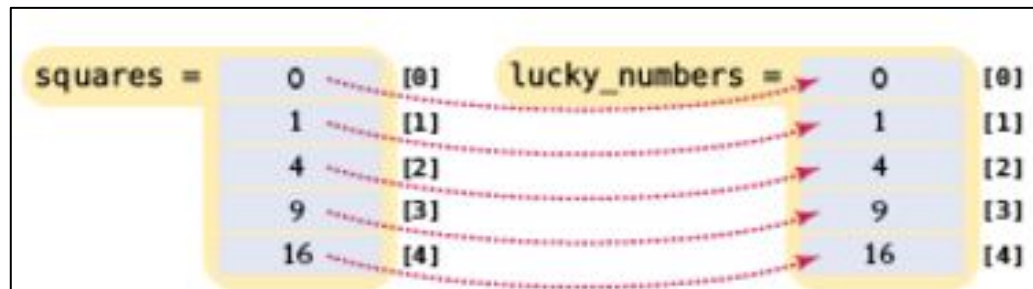 squares = 0 [0] lucky_numbers = 0 [0]
1 [1] 1 [1]
4 [2] 4 [2]
9 [3] 9 [3]
16 [4] 16 [4]